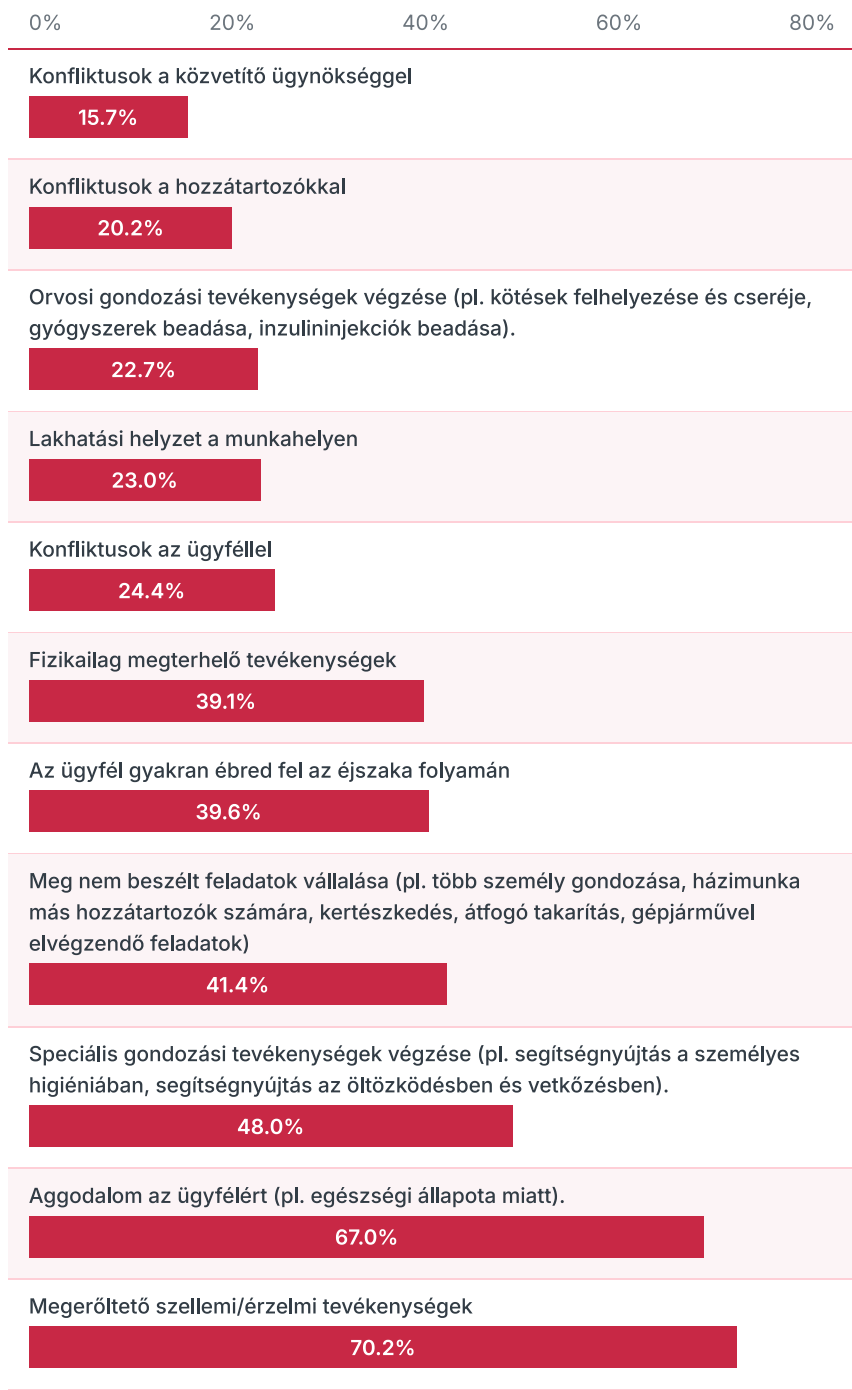 0% 20% 40% 60% 80%
Konfliktusok a közvetítő ügynökséggel
15.7%
Konfliktusok a hozzátartozókkal
20.2%
Orvosi gondozási tevékenységek végzése (pl. kötések felhelyezése és cseréje,
gyógyszerek beadása, inzulininjekciók beadása).
22.7%
Lakhatási helyzet a munkahelyen
23.0%
Konfliktusok az ügyféllel
24.4%
Fizikailag megterhelő tevékenységek
39.1%
Az ügyfél gyakran ébred fel az éjszaka folyamán
39.6%
Meg nem beszélt feladatok vállalása (pl. több személy gondozása, házimunka
más hozzátartozók számára, kertészkedés, átfogó takarítás, gépjárművel
elvégzendő feladatok)
41.4%
Speciális gondozási tevékenységek végzése (pl. segítségnyújtás a személyes
higiéniában, segítségnyújtás az öltözködésben és vetkőzésben).
48.0%
Aggodalom az ügyfélért (pl. egészségi állapota miatt).
67.0%
Megerőltető szellemi/érzelmi tevékenységek
70.2%